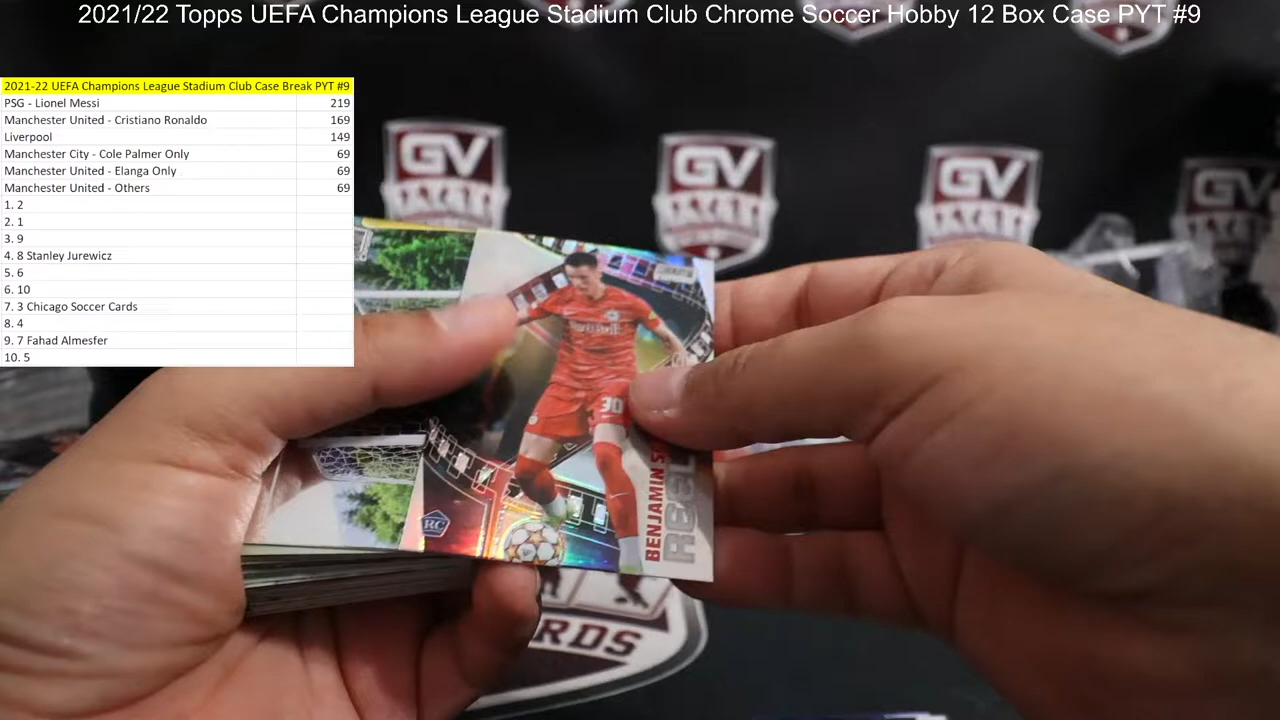 2021/22 Topps UEFA Champions League Stadium Club Chrome Soccer Hobby 12 Box Case PYT #9
2021-22 UEFA Champions League Stadium Club Case Break PYT #9
PSG - Lionel Messi 219
Manchester United - Cristiano Ronaldo 169
Liverpool 149
Manchester City - Cole Palmer Only 69
Manchester United - Elanga Only 69
Manchester United - Others 69
1. 2
2. 1
3. 9
4. 8 Stanley Jurewicz
5. 6
6. 10
7. 3 Chicago Soccer Cards
8. 4
9. 7 Fahad Almesfer
10. 5
GV
GV
GV
GV
30
RC
BENJAMIN